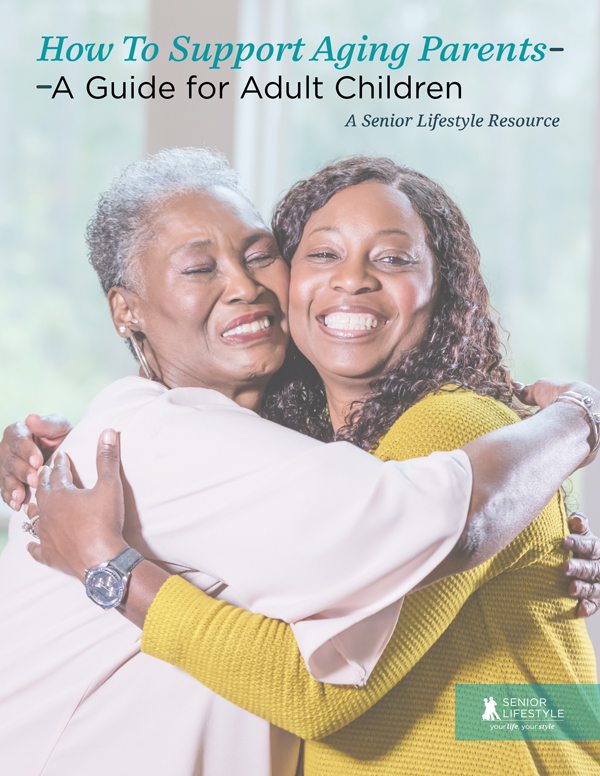 How To Support Aging Parents–
–A Guide for Adult Children
A Senior Lifestyle Resource
SENIOR
LIFESTYLE
your life. your style